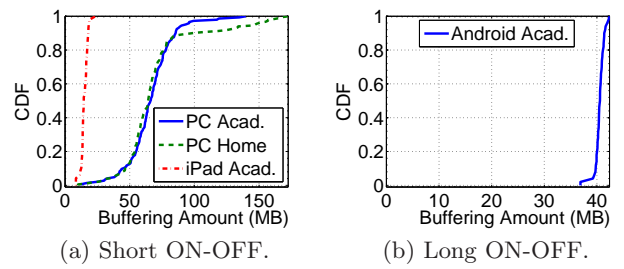 1
0.8
0.6
0.4
0.2
0
CDF
PC Acad.
PC Home
iPad Acad.
0 50 100 150
Buffering Amount (MB)
(a) Short ON-OFF.
1
0.8
0.6
0.4
0.2
0
CDF
Android Acad.
0 10 20 30 40
Buffering Amount (MB)
(b) Long ON-OFF.